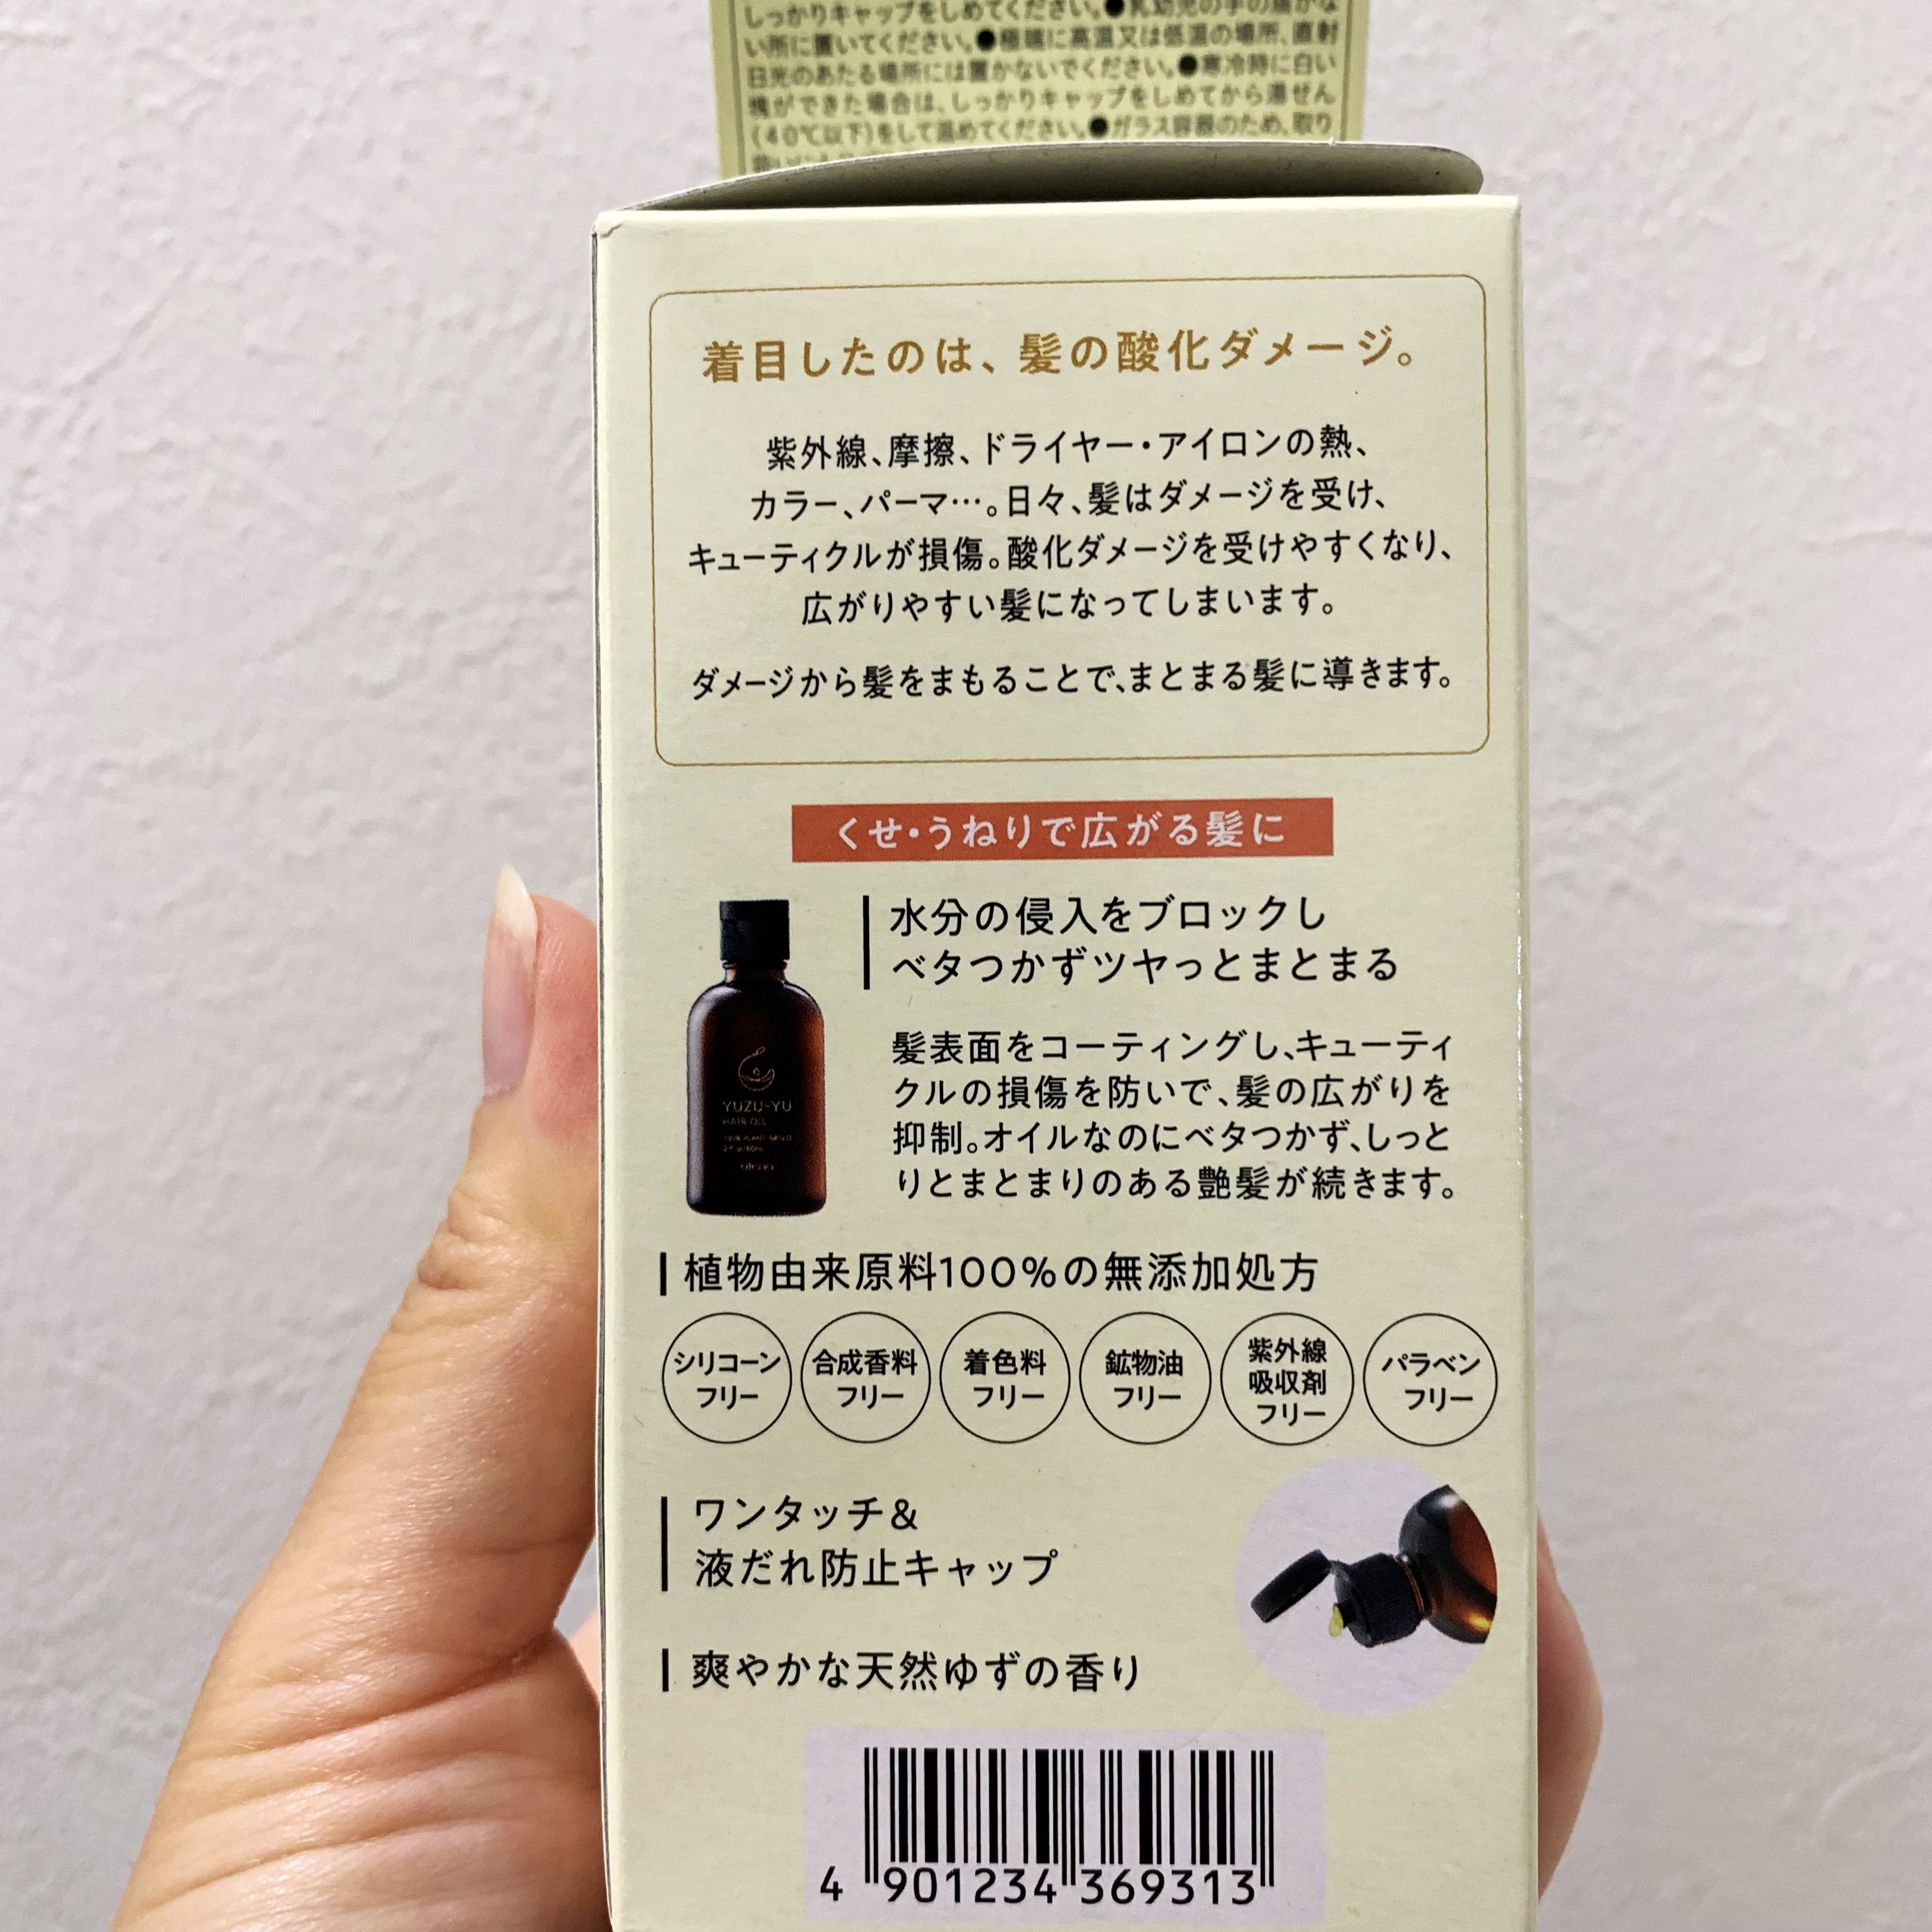 しっかりキャップをしめてください。●乳幼児の手の届かな
い所に置いてください。●極端に高温又は低温の場所、直射
日光のあたる場所には置かないでください。●寒冷時に白い
塊ができた場合は、しっかりキャップをしめてから湯せん
(40℃以下)をして温めてください。●ガラス容器のため、取り
着目したのは、髪の酸化ダメージ。
紫外線、摩擦、ドライヤー・アイロンの熱、
カラー、パーマ…。日々、髪はダメージを受け、
キューティクルが損傷。酸化ダメージを受けやすくなり、
広がりやすい髪になってしまいます。
ダメージから髪をまもることで、まとまる髪に導きます。
くせ・うねりで広がる髪に
水分の侵入をブロックし
ベタつかずツヤっとまとまる
YUZU-YU
HAIR OIL
utena
髪表面をコーティングし、キューティ
クルの損傷を防いで、髪の広がりを
抑制。オイルなのにベタつかず、しっと
りとまとまりのある艶髪が続きます。
植物由来原料100%の無添加処方
シリコーン
フリー
合成香料
フリー
着色料
フリー
鉱物油
フリー
紫外線
吸収剤
フリー
パラベン
フリー
ワンタッチ&
液だれ防止キャップ
爽やかな天然ゆずの香り
4 901234 369313